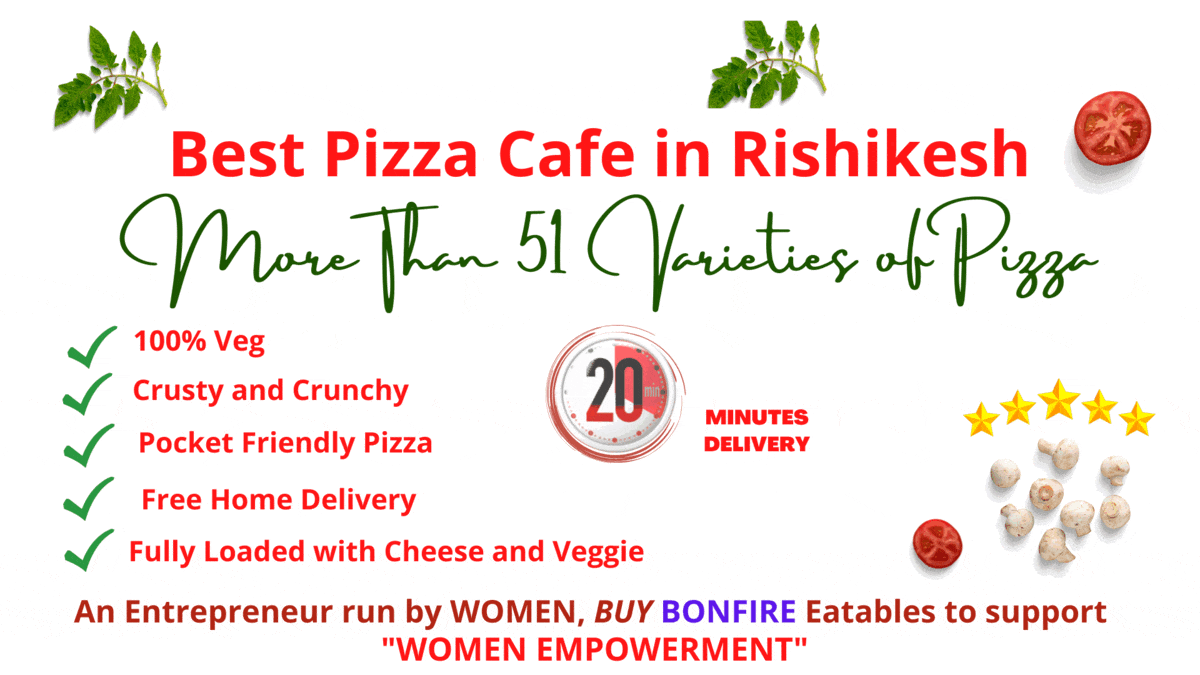 Best Pizza Cafe in Rishikesh
More Than 51 Varieties of Pizza
100% Veg
Crusty and Crunchy
Pocket Friendly Pizza
Free Home Delivery
Fully Loaded with Cheese and Veggie
20 min
MINUTES
DELIVERY
An Entrepreneur run by WOMEN, BUY BONFIRE Eatables to support
"WOMEN EMPOWERMENT"